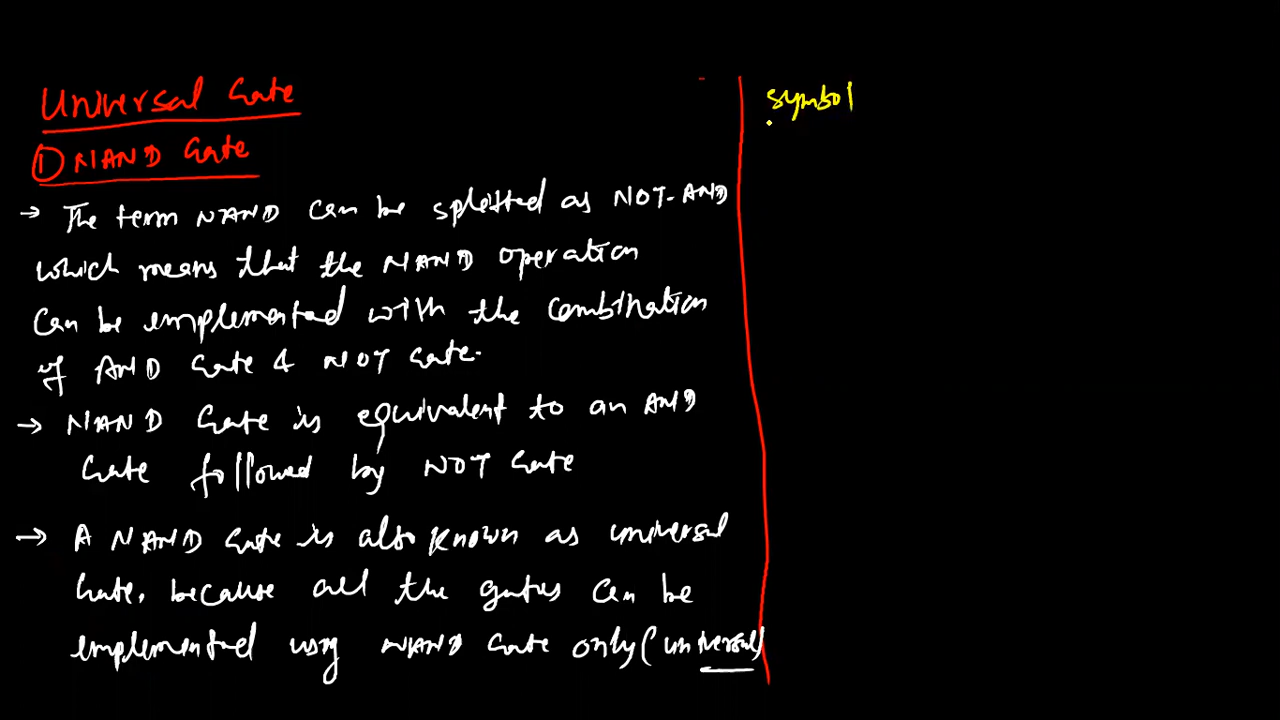 Universal Gate
① NAND Gate
→ The term NAND can be splitted as NOT-AND
which means that the NAND operation
can be implemented with the combination
of AND Gate & NOT Gate.
→ NAND Gate is equivalent to an AND
Gate followed by NOT Gate
→ A NAND Gate is also known as universal
Gate, because all the gates can be
implemented using NAND Gate only (universal)
symbol